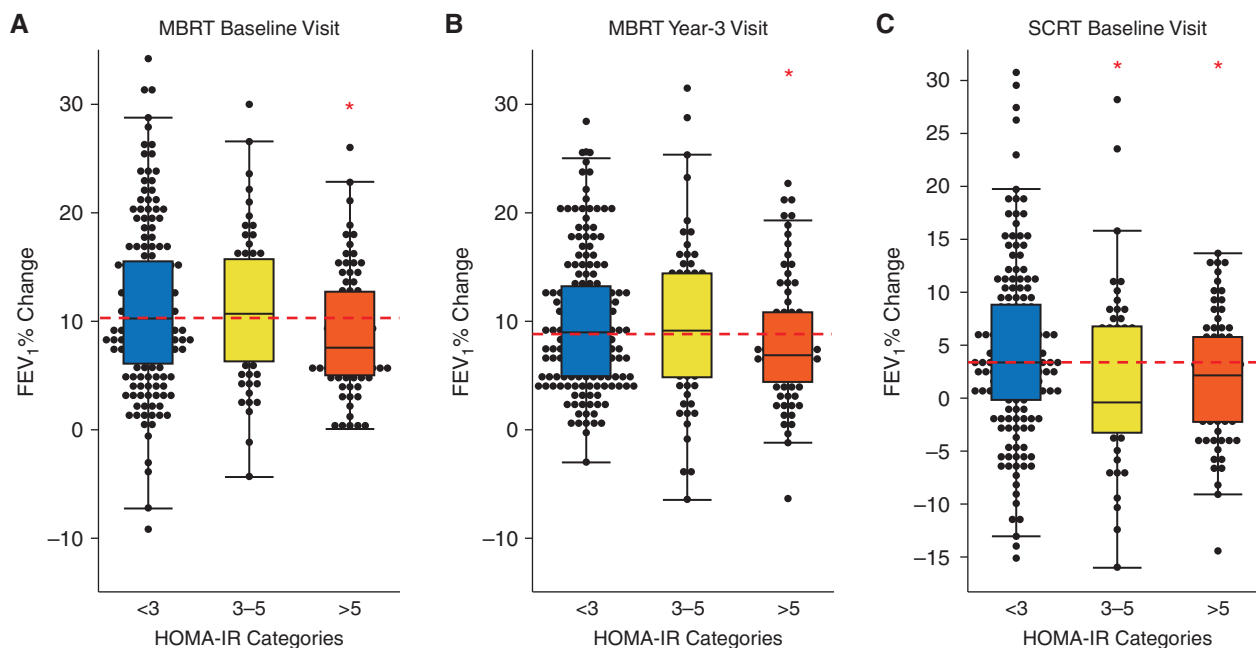 A
MBRT Baseline Visit
FEV₁% Change
30
20
10
0
−10
*
<3
3–5
>5
HOMA-IR Categories
B
MBRT Year-3 Visit
FEV₁% Change
30
20
10
0
−10
*
<3
3–5
>5
HOMA-IR Categories
C
SCRT Baseline Visit
FEV₁% Change
30
25
20
15
10
5
0
−5
−10
−15
*
*
<3
3–5
>5
HOMA-IR Categories